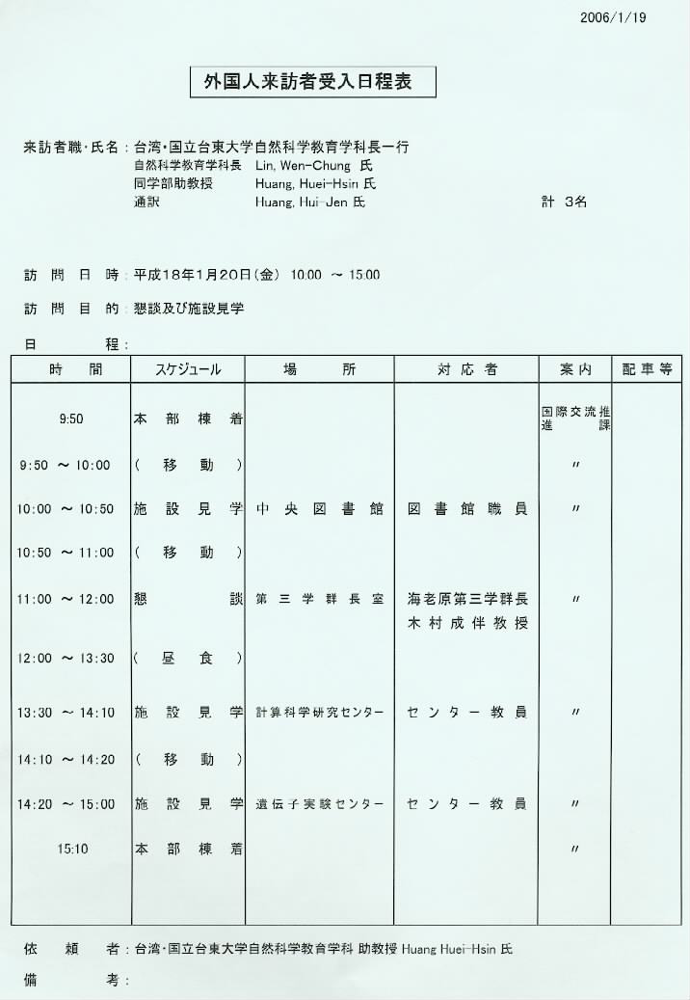 2006/1/19
外国人来訪者受入日程表
来訪者職・氏名：台湾・国立台東大学自然科学教育学科長一行
自然科学教育学科長 Lin, Wen-Chung 氏
同学部助教授 Huang, Huei-Hsin 氏
通訳 Huang, Hui-Jen 氏 計 3名
訪問日時：平成18年1月20日(金) 10:00 ～ 15:00
訪問目的：懇談及び施設見学
日程：
時間 スケジュール 場所 対応者 案内 配車等
9:50 本部棟着 国際交流推進課
9:50 ～ 10:00 (移動) 〃
10:00 ～ 10:50 施設見学 中央図書館 図書館職員 〃
10:50 ～ 11:00 (移動)
11:00 ～ 12:00 懇談 第三学群長室 海老原第三学群長 〃
木村成伴教授
12:00 ～ 13:30 (昼食)
13:30 ～ 14:10 施設見学 計算科学研究センター センター教員 〃
14:10 ～ 14:20 (移動)
14:20 ～ 15:00 施設見学 遺伝子実験センター センター教員 〃
15:10 本部棟着 〃
依頼者：台湾・国立台東大学自然科学教育学科 助教授 Huang Huei-Hsin 氏
備考：